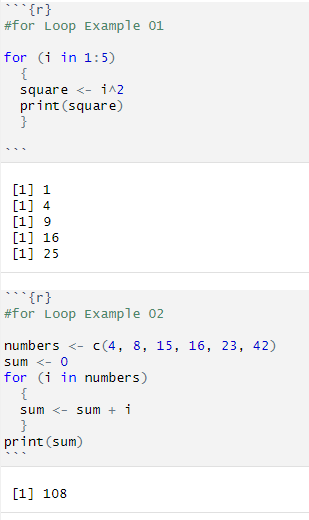 ```{r}
#for Loop Example 01
for (i in 1:5)
{
square <- i^2
print(square)
}
```
[1] 1
[1] 4
[1] 9
[1] 16
[1] 25
```{r}
#for Loop Example 02
numbers <- c(4, 8, 15, 16, 23, 42)
sum <- 0
for (i in numbers)
{
sum <- sum + i
}
print(sum)
```
[1] 108